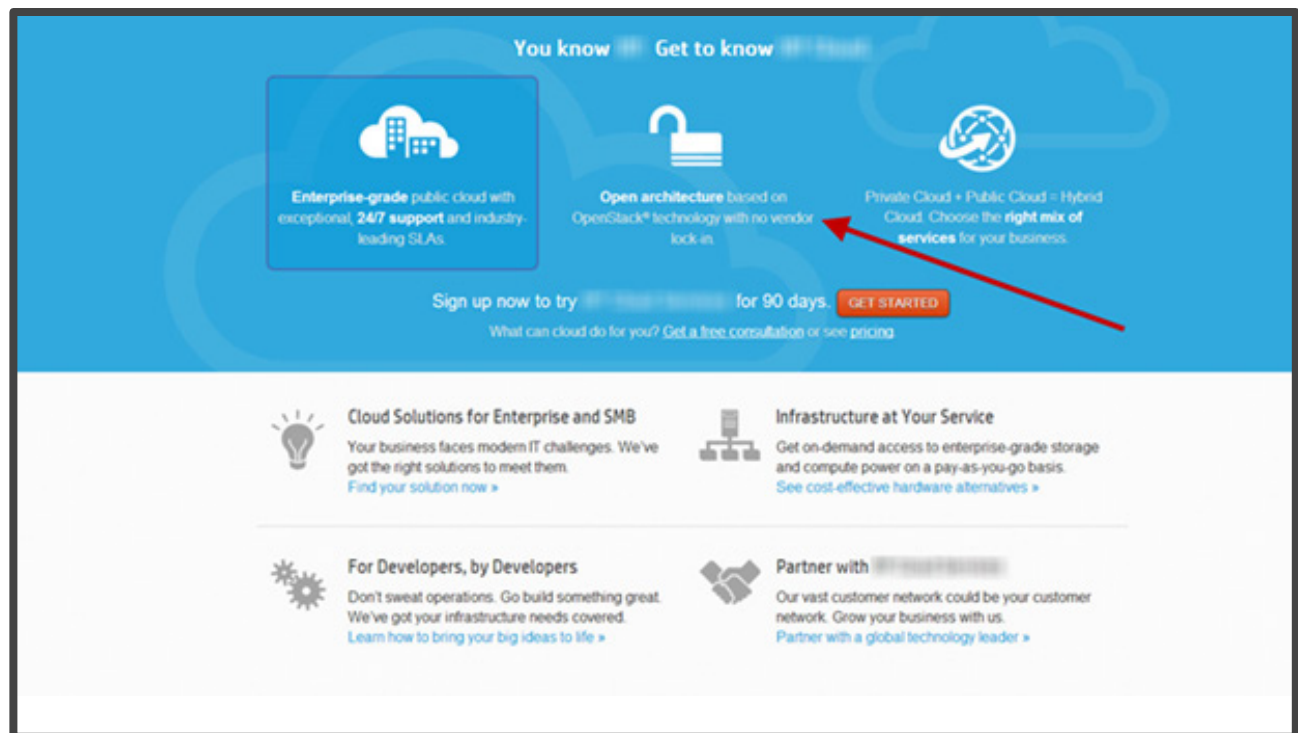 You know Get to know
Enterprise-grade public cloud with
exceptional, 24/7 support and industry-
leading SLAs.
Open architecture based on
OpenStack® technology with no vendor
lock-in.
Private Cloud + Public Cloud = Hybrid
Cloud. Choose the right mix of
services for your business.
Sign up now to try for 90 days. GET STARTED
What can cloud do for you? Get a free consultation or see pricing
Cloud Solutions for Enterprise and SMB
Your business faces modern IT challenges. We've
got the right solutions to meet them.
Find your solution now »
Infrastructure at Your Service
Get on-demand access to enterprise-grade storage
and compute power on a pay-as-you-go basis.
See cost-effective hardware alternatives »
For Developers, by Developers
Don't sweat operations. Go build something great.
We've got your infrastructure needs covered.
Learn how to bring your big ideas to life »
Partner with
Our vast customer network could be your customer
network. Grow your business with us.
Partner with a global technology leader »